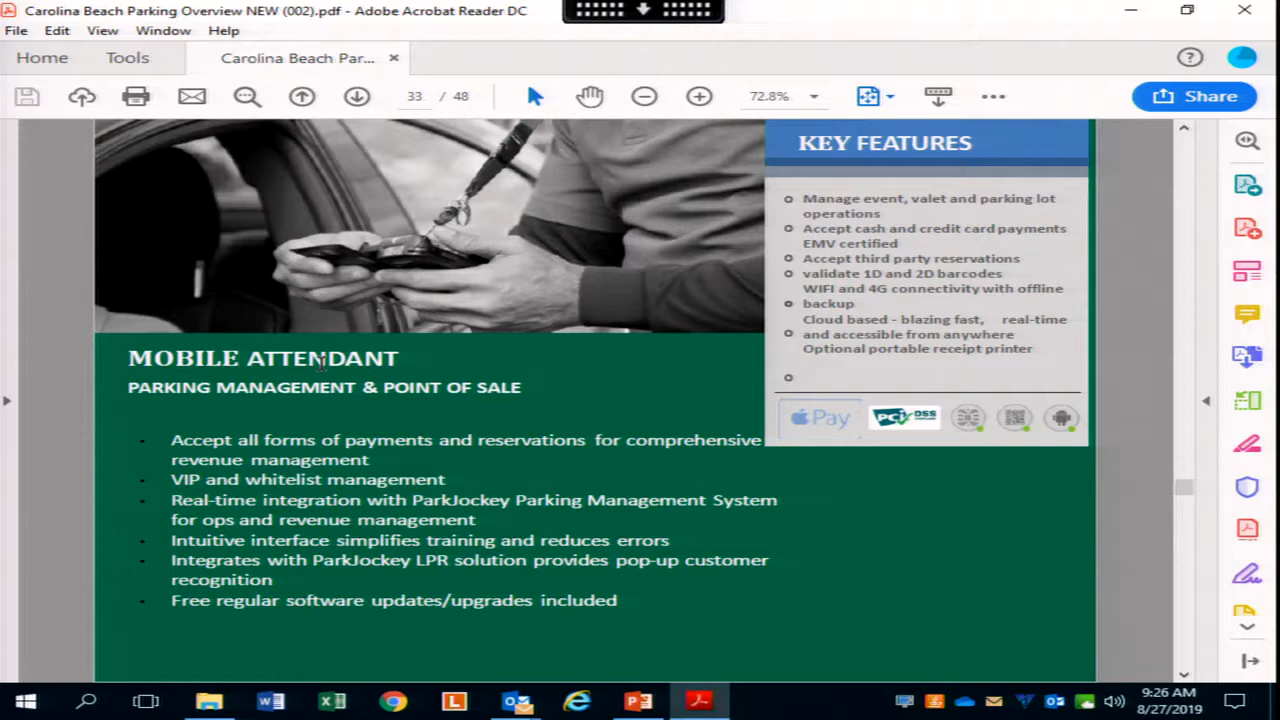 Carolina Beach Parking Overview NEW (002).pdf - Adobe Acrobat Reader DC
File Edit View Window Help
Home Tools Carolina Beach Par... ×
33 / 48 72.8% Share
KEY FEATURES
Manage event, valet and parking lot
operations
Accept cash and credit card payments
EMV certified
Accept third party reservations
validate 1D and 2D barcodes
WIFI and 4G connectivity with offline
backup
Cloud based - blazing fast, real-time
and accessible from anywhere
Optional portable receipt printer
Pay PCI DSS
MOBILE ATTENDANT
PARKING MANAGEMENT & POINT OF SALE
Accept all forms of payments and reservations for comprehensive
revenue management
VIP and whitelist management
Real-time integration with ParkJockey Parking Management System
for ops and revenue management
Intuitive interface simplifies training and reduces errors
Integrates with ParkJockey LPR solution provides pop-up customer
recognition
Free regular software updates/upgrades included
9:26 AM
8/27/2019